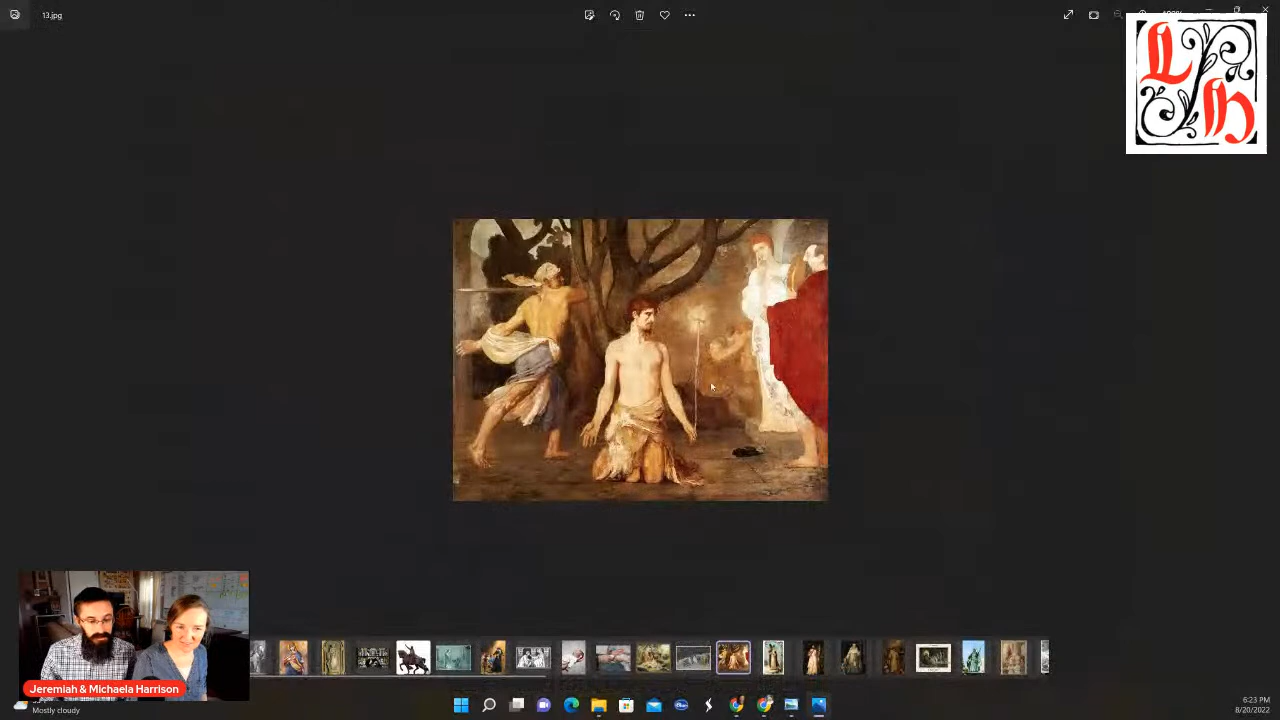 13.jpg
L
H
Jeremiah & Michaela Harrison
Mostly cloudy
6:23 PM
8/20/2022